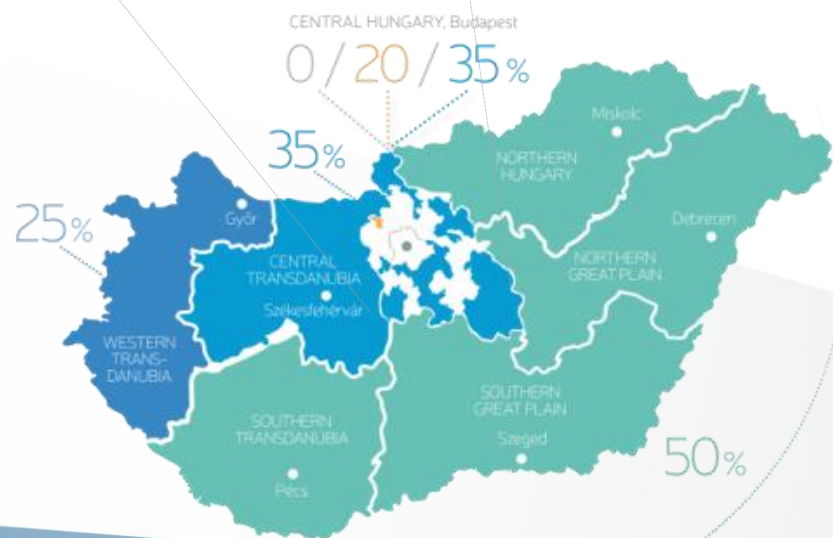 CENTRAL HUNGARY, Budapest
0 / 20 / 35%
35%
25%
50%
Miskolc
NORTHERN
HUNGARY
Győr
Debrecen
NORTHERN
GREAT PLAIN
CENTRAL
TRANSDANUBIA
Székesfehérvár
WESTERN
TRANS-
DANUBIA
SOUTHERN
GREAT PLAIN
Szeged
SOUTHERN
TRANSDANUBIA
Pécs